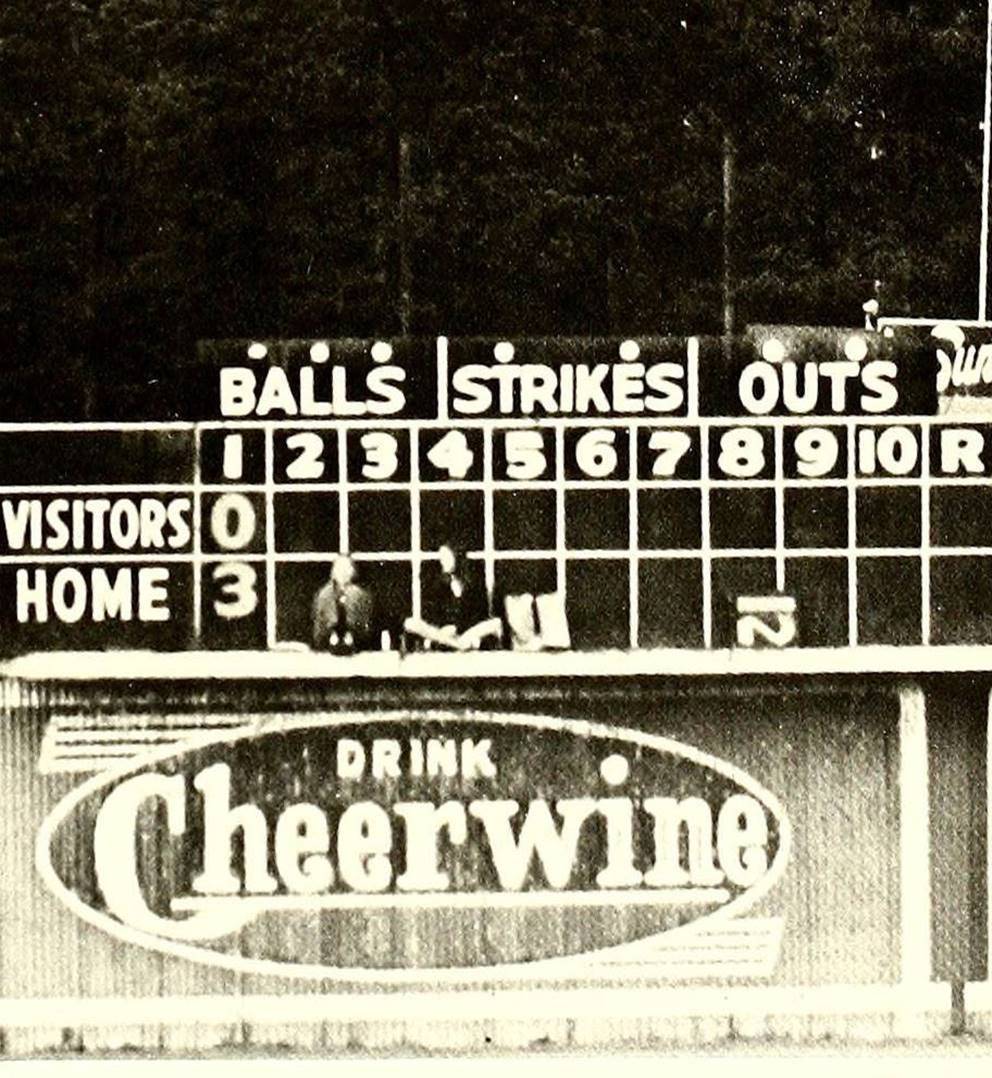 BALLS STRIKES OUTS
1 2 3 4 5 6 7 8 9 10 R
VISITORS 0
HOME 3
12
DRINK
Cheerwine